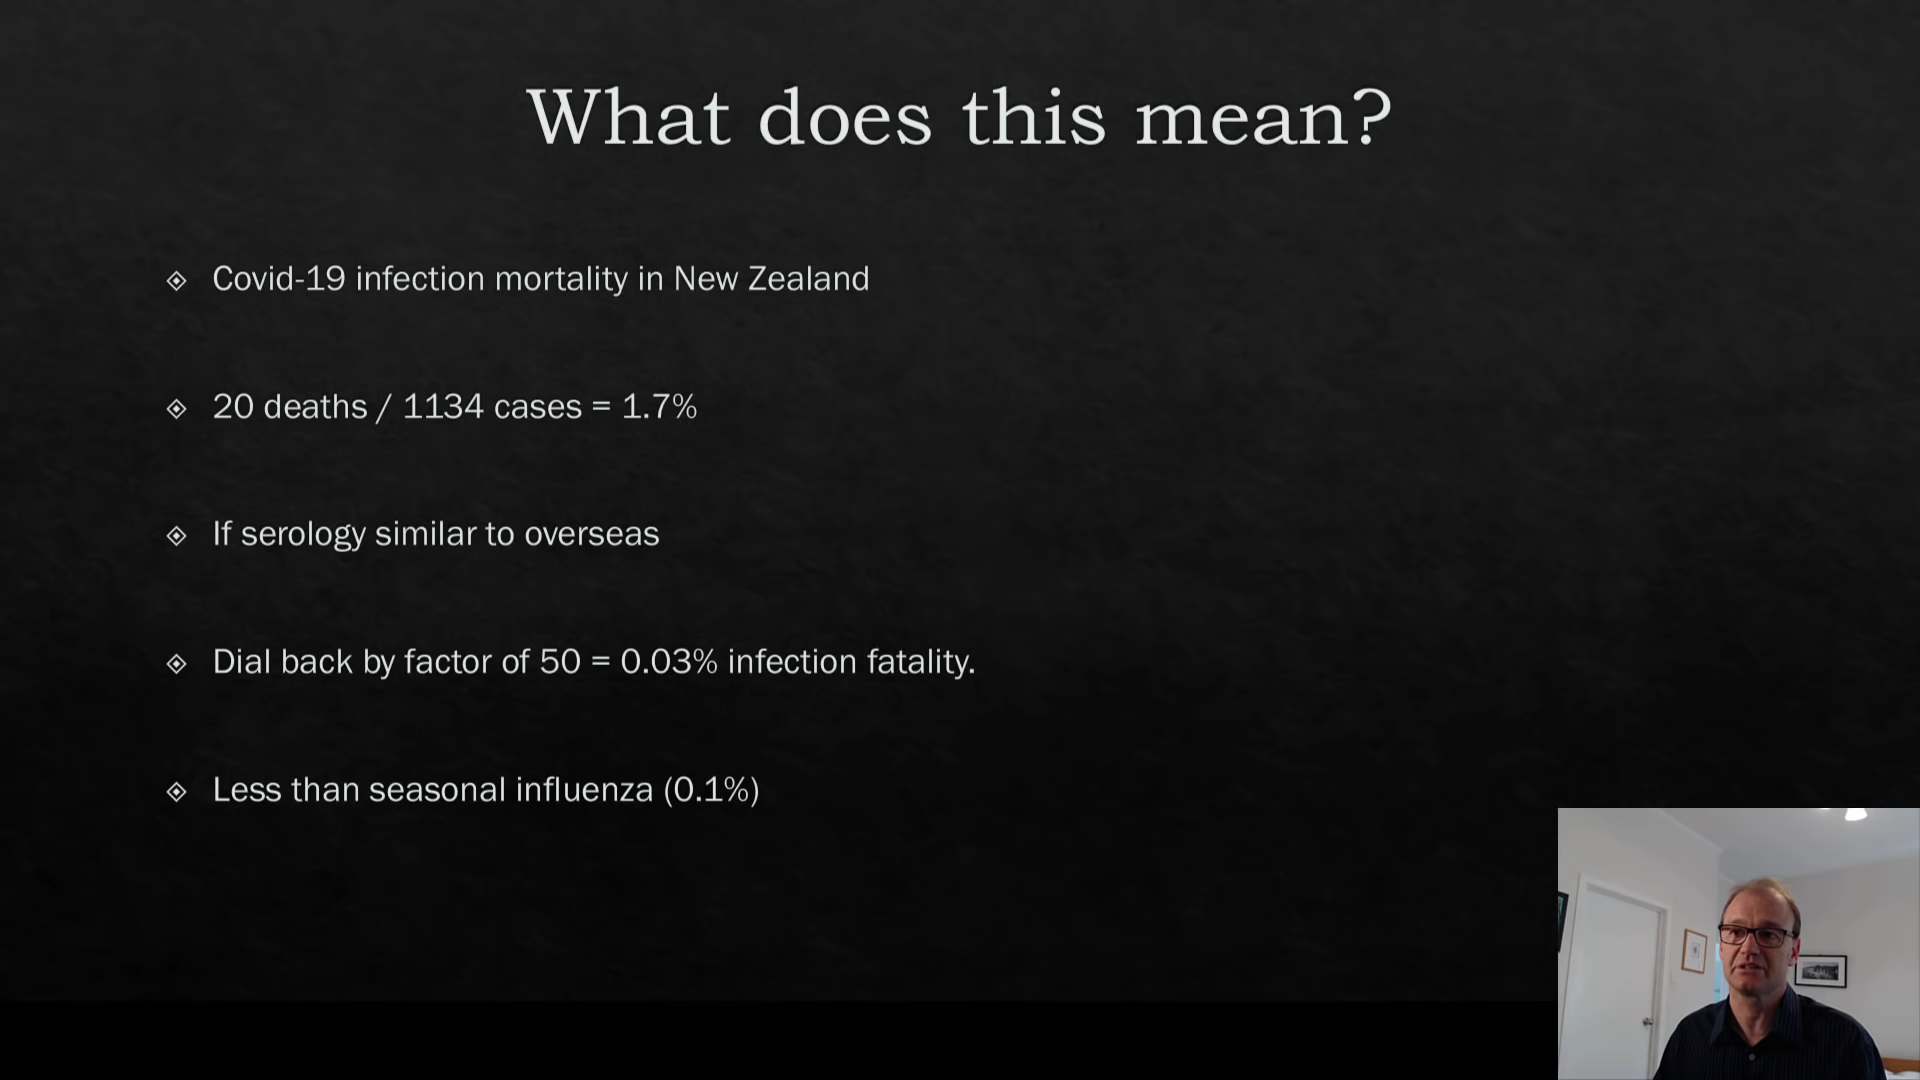 What does this mean?
Covid-19 infection mortality in New Zealand
20 deaths / 1134 cases = 1.7%
If serology similar to overseas
Dial back by factor of 50 = 0.03% infection fatality.
Less than seasonal influenza (0.1%)